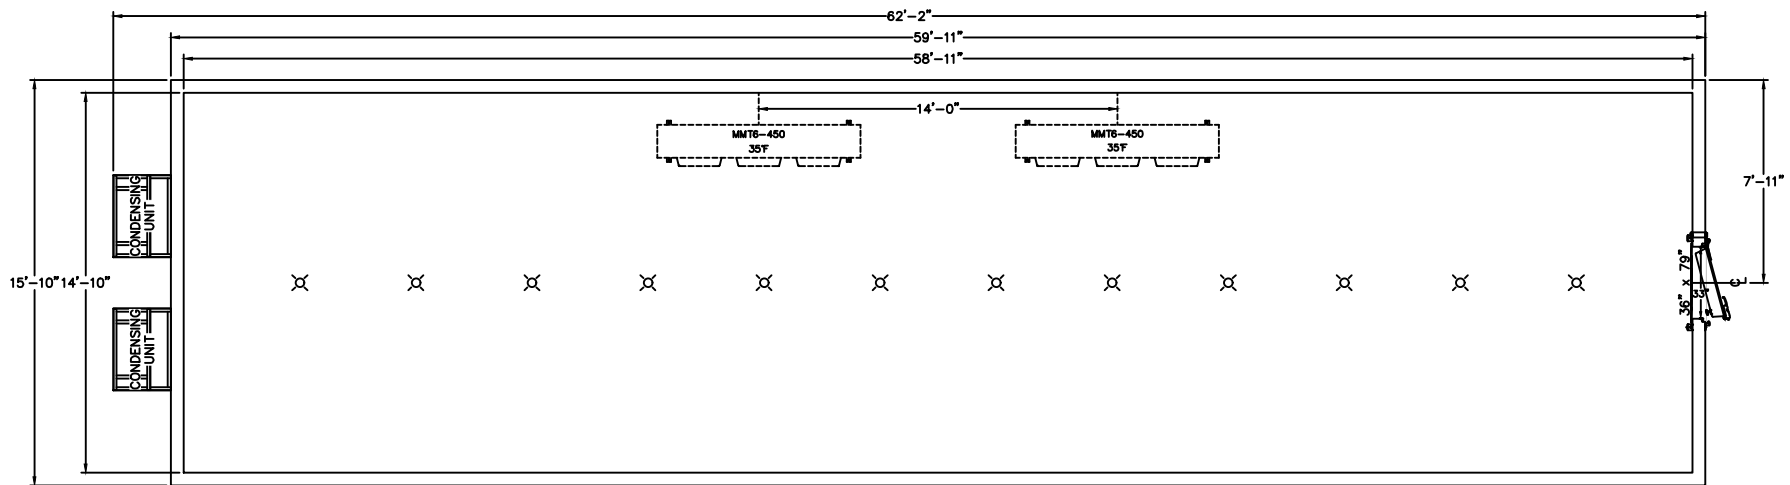 62'-2"
59'-11"
58'-11"
14'-0"
MMT6-450
35°F
MMT6-450
35°F
7'-11"
CONDENSING
UNIT
15'-10"
14'-10"
36" x 79"
33"
CL
CONDENSING
UNIT